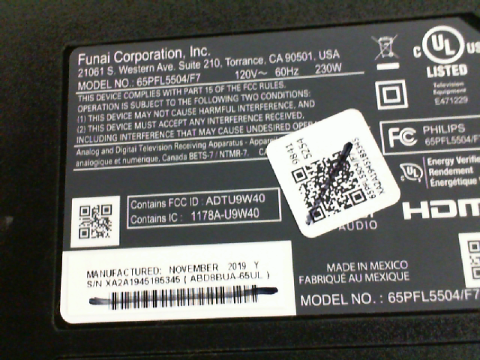 Funai Corporation, Inc.
21061 S. Western Ave. Suite 210, Torrance, CA 90501, USA
MODEL NO : 65PFL5504/F7 120V~ 60Hz 230W
THIS DEVICE COMPLIES WITH PART 15 OF THE FCC RULES.
OPERATION IS SUBJECT TO THE FOLLOWING TWO CONDITIONS:
(1) THIS DEVICE MAY NOT CAUSE HARMFUL INTERFERENCE, AND
(2) THIS DEVICE MUST ACCEPT ANY INTERFERENCE RECEIVED,
INCLUDING INTERFERENCE THAT MAY CAUSE UNDESIRED
Analog and Digital Television Receiving Apparatus -
analogique et numérique, Canada BETS-7 / NTMR-7.
c UL US
LISTED
Television
Equipment
E471229
FC PHILIPS
65PFL5504/F7
Energy Verified
Rendement
Énergétique
HDMI
AUDIO
Contains FCC ID : ADTU9W40
Contains IC : 1178A-U9W40
MANUFACTURED: NOVEMBER 2019 Y
S/N XA2A1945185345 ( ABD8BUA-65UL )
MADE IN MEXICO
FABRIQUÉ AU MEXIQUE
MODEL NO. : 65PFL5504/F7